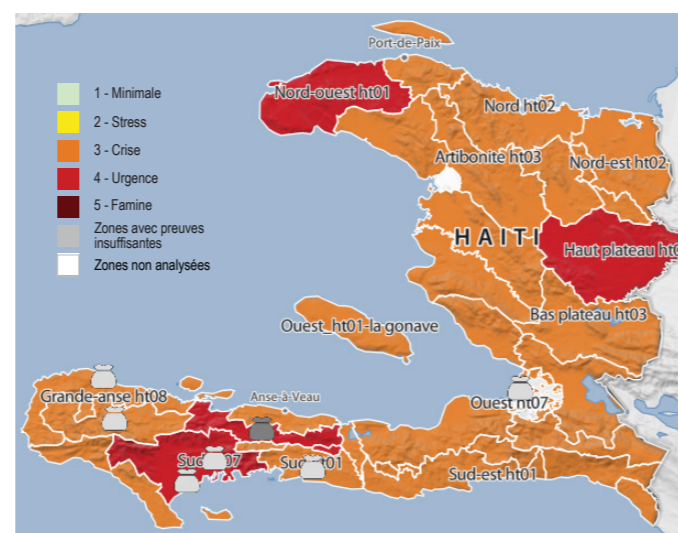 Port-de-Paix
1 - Minimale
2 - Stress
3 - Crise
4 - Urgence
5 - Famine
Zones avec preuves
insuffisantes
Zones non analysées
Nord-ouest ht01
Nord ht02
Artibonite ht03
Nord-est ht02
HAITI
Haut plateau
Bas plateau ht03
Ouest_ht01-la gonave
Grande-anse ht08
Anse-à-Veau
Ouest ht07
Sud-est ht01